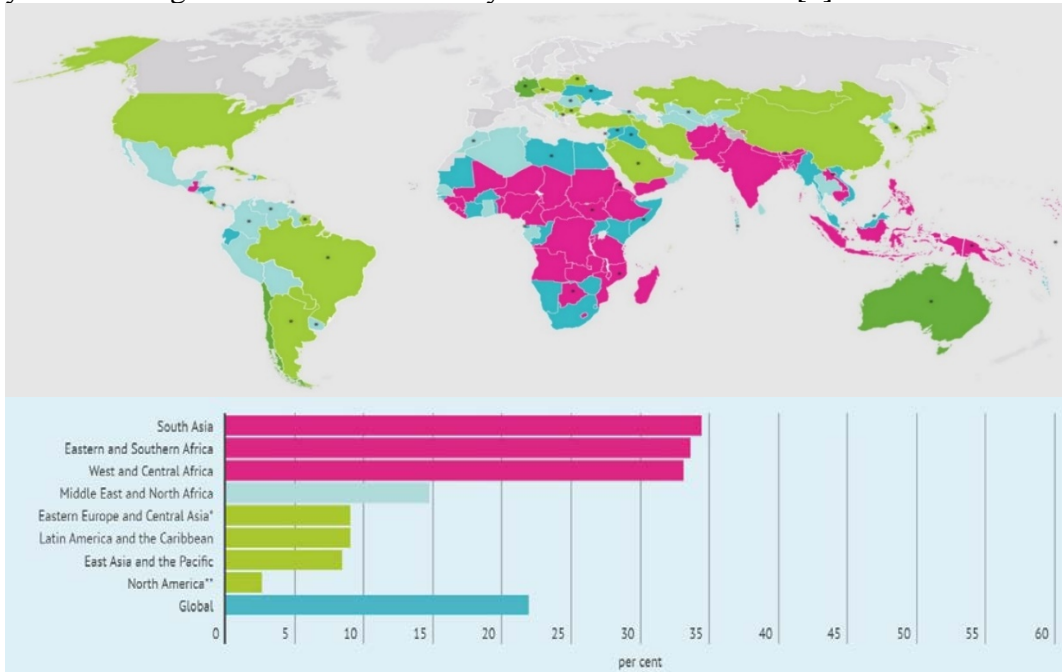 South Asia
Eastern and Southern Africa
West and Central Africa
Middle East and North Africa
Eastern Europe and Central Asia*
Latin America and the Caribbean
East Asia and the Pacific
North America**
Global
0 5 10 15 20 25 30 35 40 45 50 55 60
per cent